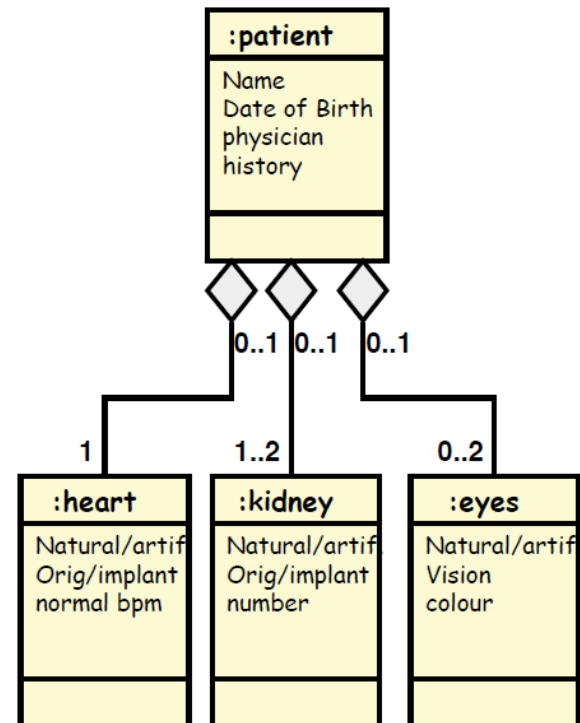 :patient
Name
Date of Birth
physician
history
0..1 0..1 0..1
1 1..2 0..2
:heart
Natural/artif
Orig/implant
normal bpm
:kidney
Natural/artif.
Orig/implant
number
:eyes
Natural/artif
Vision
colour